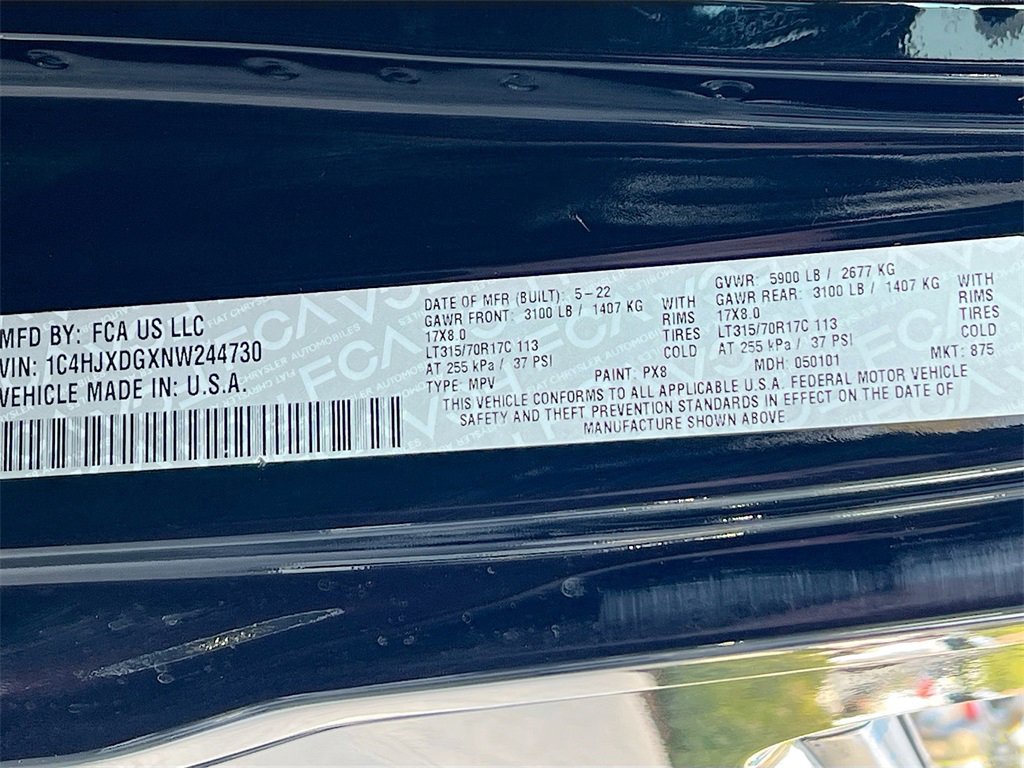 MFD BY: FCA US LLC
VIN: 1C4HJXDGXNW244730
VEHICLE MADE IN: U.S.A.
DATE OF MFR (BUILT): 5-22
GAWR FRONT: 3100 LB / 1407 KG WITH
17X8.0 RIMS
LT315/70R17C 113 TIRES
AT 255 kPa / 37 PSI COLD
TYPE: MPV
GVWR: 5900 LB / 2677 KG
GAWR REAR: 3100 LB / 1407 KG WITH
17X8.0 RIMS
LT315/70R17C 113 TIRES
AT 255 kPa / 37 PSI COLD
PAINT: PX8 MDH: 050101 MKT: 875
THIS VEHICLE CONFORMS TO ALL APPLICABLE U.S.A. FEDERAL MOTOR VEHICLE
SAFETY AND THEFT PREVENTION STANDARDS IN EFFECT ON THE DATE OF
MANUFACTURE SHOWN ABOVE